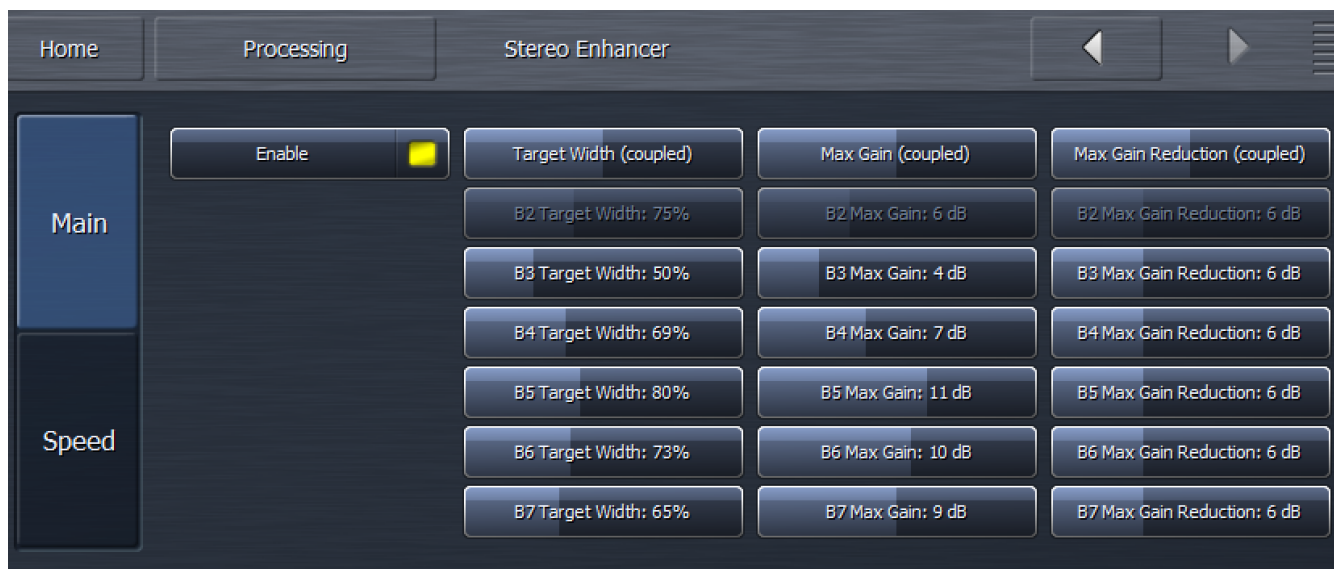 Home Processing Stereo Enhancer
Main
Speed
Enable
Target Width (coupled) Max Gain (coupled) Max Gain Reduction (coupled)
B2 Target Width: 75% B2 Max Gain: 6 dB B2 Max Gain Reduction: 6 dB
B3 Target Width: 50% B3 Max Gain: 4 dB B3 Max Gain Reduction: 6 dB
B4 Target Width: 69% B4 Max Gain: 7 dB B4 Max Gain Reduction: 6 dB
B5 Target Width: 80% B5 Max Gain: 11 dB B5 Max Gain Reduction: 6 dB
B6 Target Width: 73% B6 Max Gain: 10 dB B6 Max Gain Reduction: 6 dB
B7 Target Width: 65% B7 Max Gain: 9 dB B7 Max Gain Reduction: 6 dB